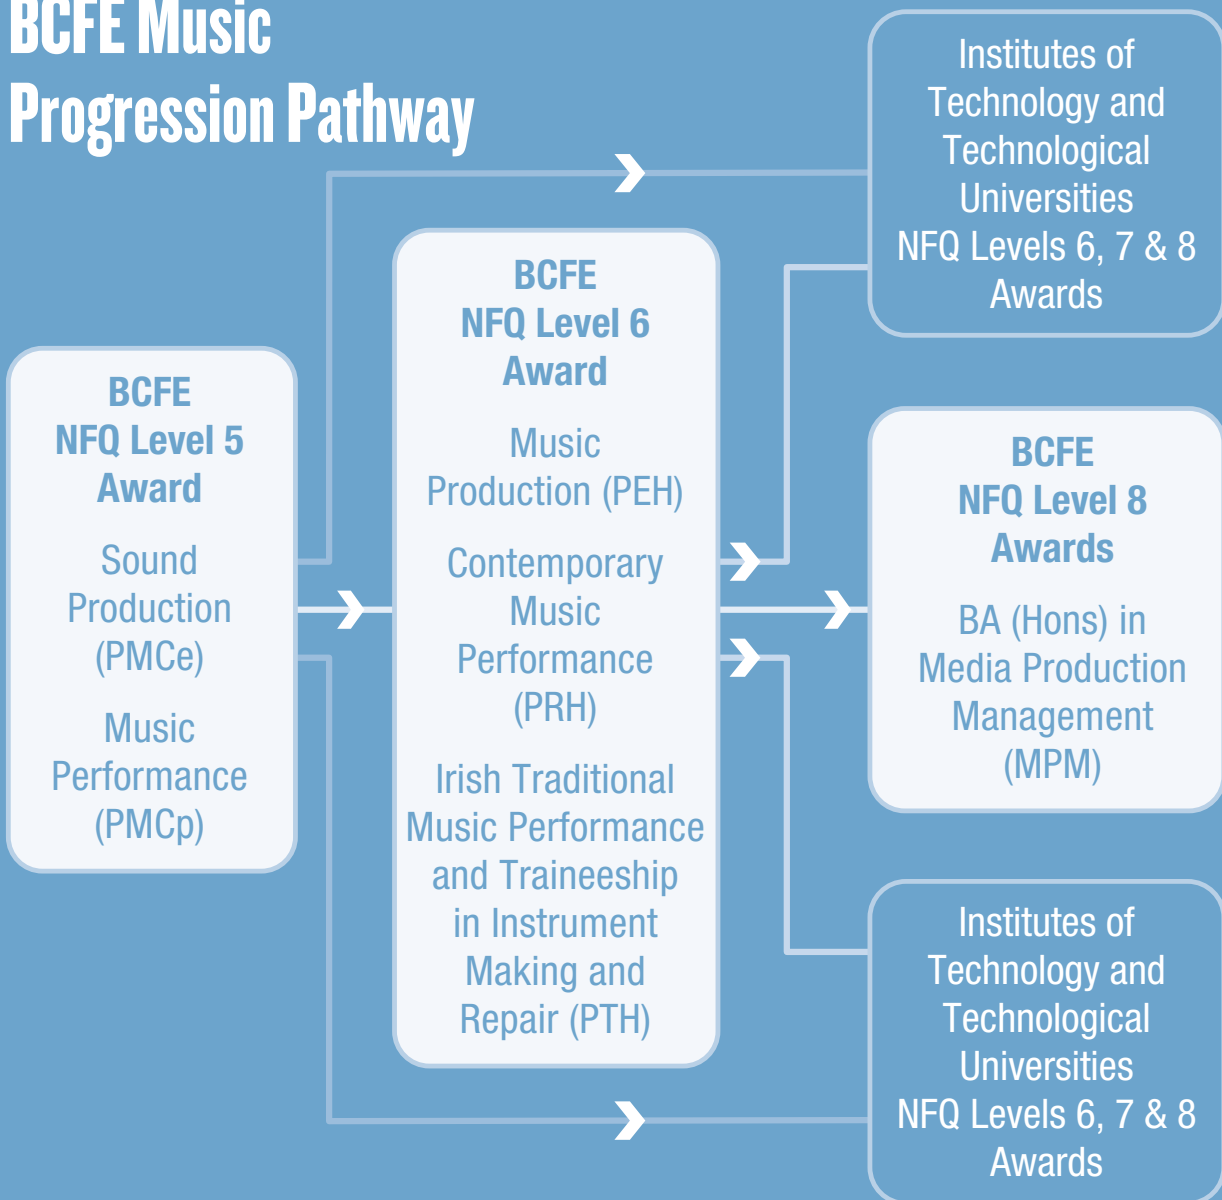 BCFE Music
Progression Pathway
BCFE
NFQ Level 5
Award
Sound
Production
(PMCe)
Music
Performance
(PMCp)
BCFE
NFQ Level 6
Award
Music
Production (PEH)
Contemporary
Music
Performance
(PRH)
Irish Traditional
Music Performance
and Traineeship
in Instrument
Making and
Repair (PTH)
Institutes of
Technology and
Technological
Universities
NFQ Levels 6, 7 & 8
Awards
BCFE
NFQ Level 8
Awards
BA (Hons) in
Media Production
Management
(MPM)
Institutes of
Technology and
Technological
Universities
NFQ Levels 6, 7 & 8
Awards